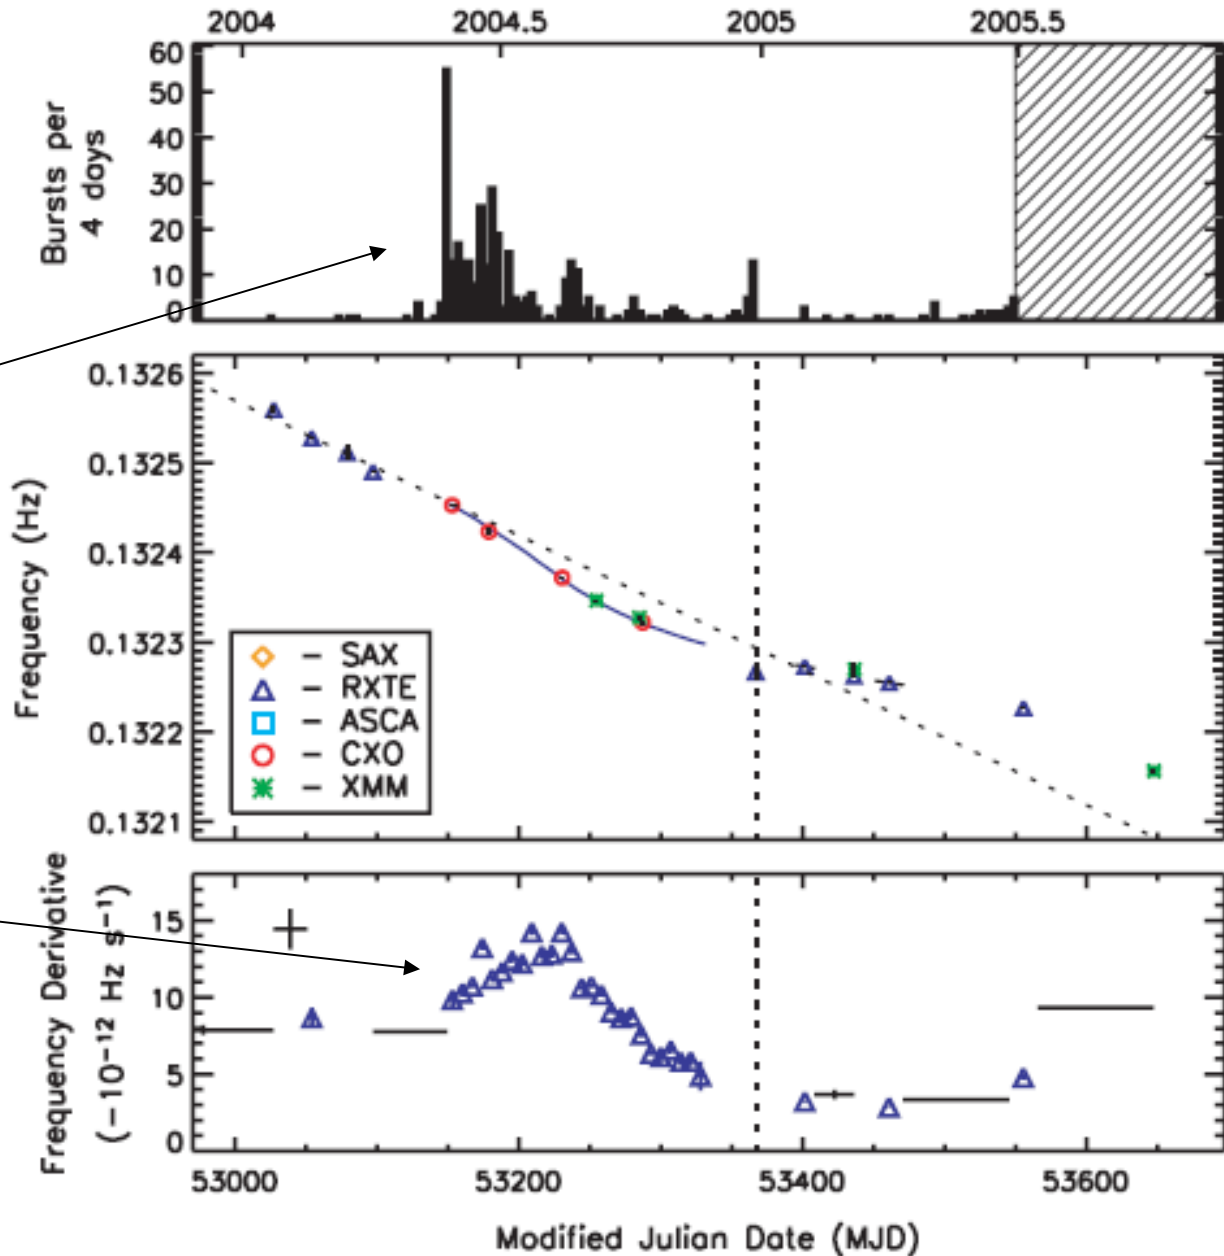 2004 2004.5 2005 2005.5
Bursts per
4 days
60
50
40
30
20
10
0
Frequency (Hz)
0.1326
0.1325
0.1324
0.1323
0.1322
0.1321
– SAX
– RXTE
– ASCA
– CXO
– XMM
Frequency Derivative
(−10⁻¹² Hz s⁻¹)
15
10
5
0
53000 53200 53400 53600
Modified Julian Date (MJD)